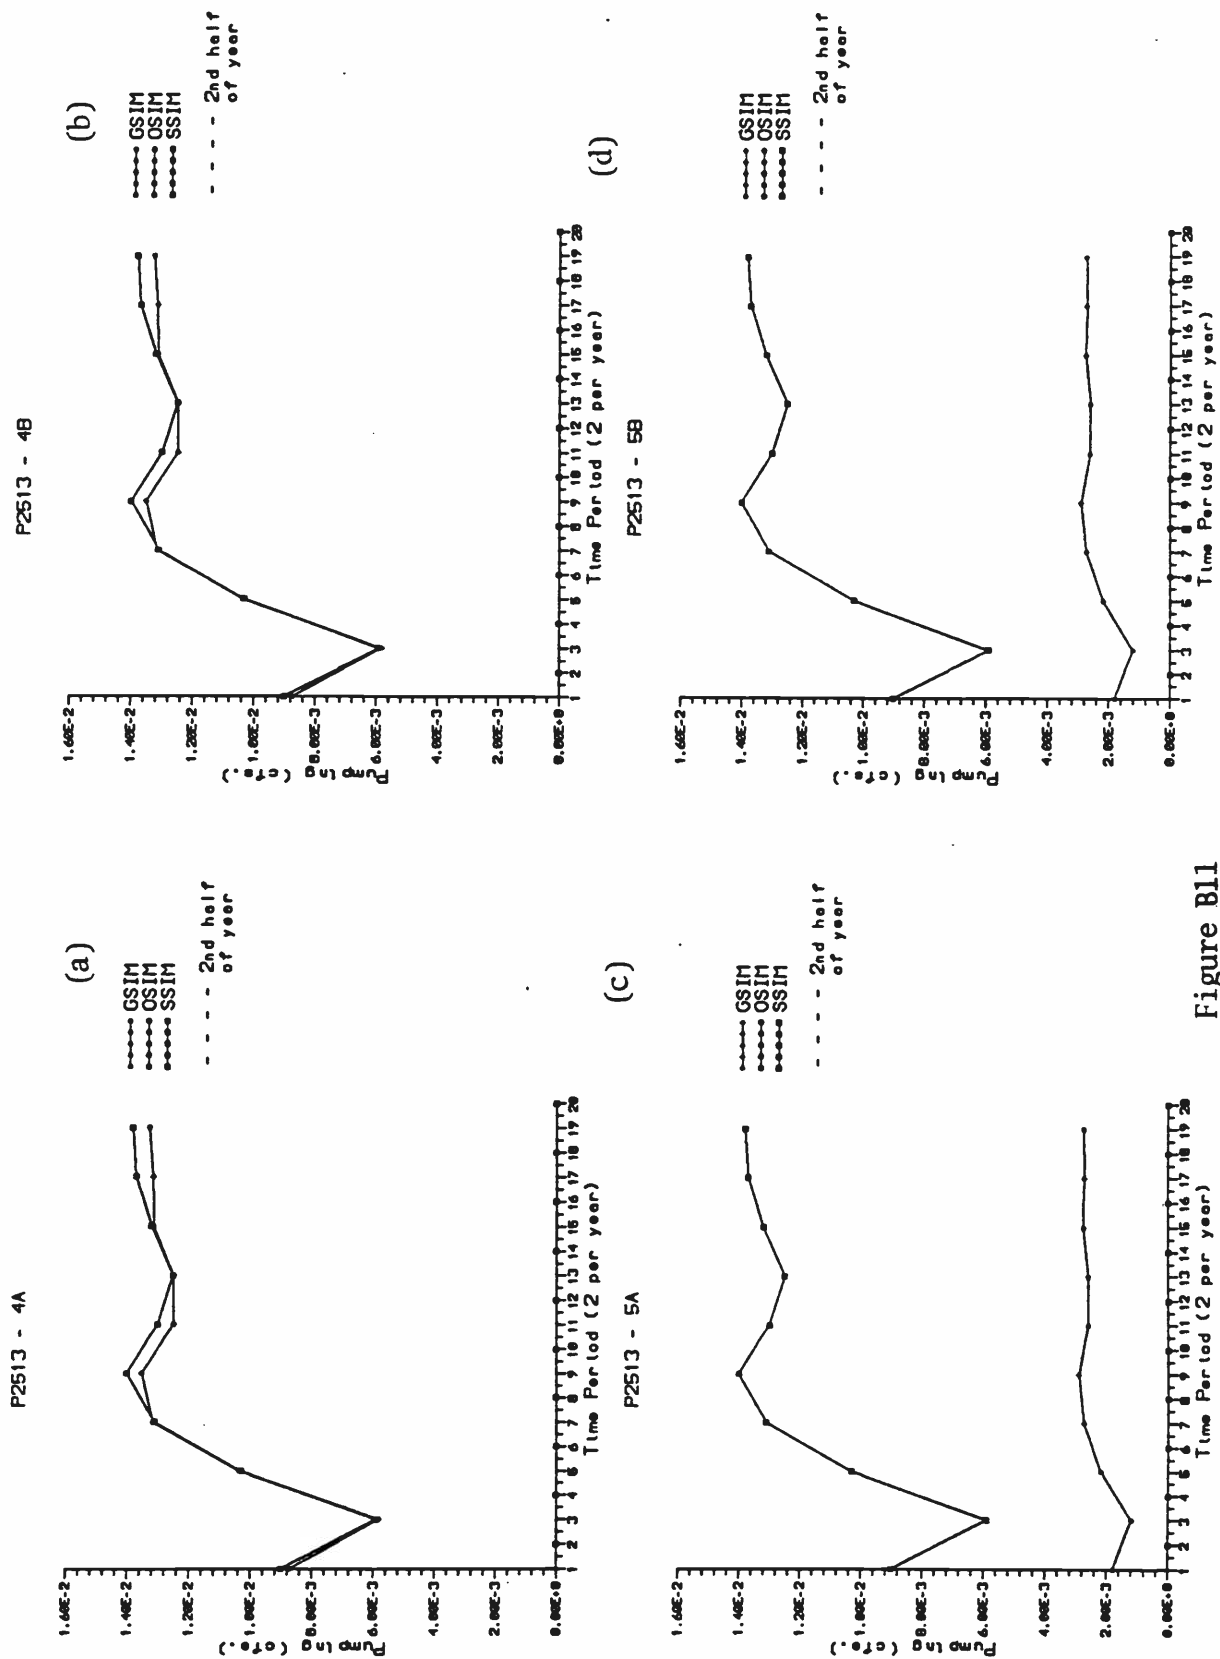 P2513 - 4A
(a)
GSIM
OSIM
SSIM
2nd half
of year
Pumping
(cfs.)
1.60E-2
1.40E-2
1.20E-2
1.00E-2
8.00E-3
6.00E-3
0.00E+0
1 2 3 4 5 6 7 8 9 10 11 12 13 14 15 16 17 18 19 20
Time Period (2 per year)
P2513 - 4B
(b)
GSIM
OSIM
SSIM
2nd half
of year
Pumping
(cfs.)
1.60E-2
1.40E-2
1.20E-2
1.00E-2
8.00E-3
6.00E-3
0.00E+0
1 2 3 4 5 6 7 8 9 10 11 12 13 14 15 16 17 18 19 20
Time Period (2 per year)
P2513 - 5A
(c)
GSIM
OSIM
SSIM
2nd half
of year
Pumping
(cfs.)
1.60E-2
1.40E-2
1.20E-2
1.00E-2
8.00E-3
6.00E-3
4.00E-3
2.00E-3
0.00E+0
1 2 3 4 5 6 7 8 9 10 11 12 13 14 15 16 17 18 19 20
Time Period (2 per year)
P2513 - 5B
(d)
GSIM
OSIM
SSIM
2nd half
of year
Pumping
(cfs.)
1.60E-2
1.40E-2
1.20E-2
1.00E-2
8.00E-3
6.00E-3
4.00E-3
2.00E-3
0.00E+0
1 2 3 4 5 6 7 8 9 10 11 12 13 14 15 16 17 18 19 20
Time Period (2 per year)
Figure B11